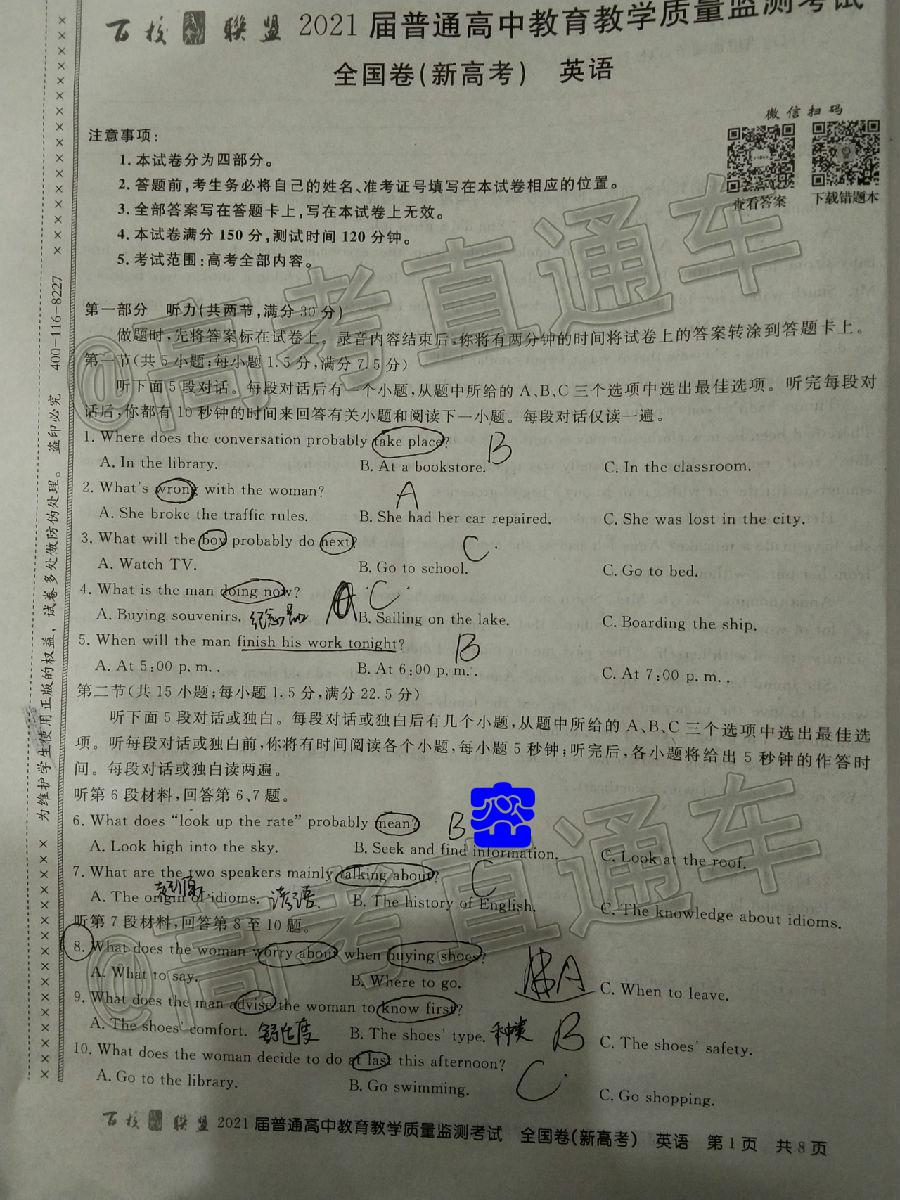 百校联盟 2021届普通高中教育教学质量监测考试
全国卷(新高考) 英语
微信扫码
查看答案 下载错题本
注意事项:
1.本试卷分为四部分。
2.答题前,考生务必将自己的姓名、准考证号填写在本试卷相应的位置。
3.全部答案写在答题卡上,写在本试卷上无效。
4.本试卷满分150分,测试时间120分钟。
5.考试范围:高考全部内容。
第一部分 听力(共两节,满分30分)
做题时,先将答案标在试卷上。录音内容结束后,你将有两分钟的时间将试卷上的答案转涂到答题卡上。
第一节(共5小题;每小题1.5分,满分7.5分)
听下面5段对话。每段对话后有一个小题,从题中所给的A、B、C三个选项中选出最佳选项。听完每段对
话后,你都有10秒钟的时间来回答有关小题和阅读下一小题。每段对话仅读一遍。
1. Where does the conversation probably take place? B
A. In the library. B. At a bookstore. C. In the classroom.
2. What's wrong with the woman? A
A. She broke the traffic rules. B. She had her car repaired. C. She was lost in the city.
3. What will the boy probably do next? C
A. Watch TV. B. Go to school. C. Go to bed.
4. What is the man doing now? C
A. Buying souvenirs. 纪念品 B. Sailing on the lake. C. Boarding the ship.
5. When will the man finish his work tonight? B
A. At 5:00 p. m. . B. At 6:00 p. m. . C. At 7:00 p. m. .
第二节(共15小题;每小题1.5分,满分22.5分)
听下面5段对话或独白。每段对话或独白后有几个小题,从题中所给的A、B、C三个选项中选出最佳选
项。听每段对话或独白前,你将有时间阅读各个小题,每小题5秒钟;听完后,各小题将给出5秒钟的作答时
间。每段对话或独白读两遍。
听第6段材料,回答第6、7题。
6. What does “look up the rate” probably mean? B
A. Look high into the sky. B. Seek and find information. C. Look at the roof.
7. What are the two speakers mainly talking about? C
A. The origin of idioms. B. The history of English. C. The knowledge about idioms.
听第7段材料,回答第8至10题。
8. What does the woman worry about when buying shoes? A
A. What to say. B. Where to go. C. When to leave.
9. What does the man advise the woman to know first?
A. The shoes' comfort. 舒适度 B. The shoes' type. 种类 B C. The shoes' safety.
10. What does the woman decide to do at last this afternoon?
A. Go to the library. B. Go swimming. C C. Go shopping.
百校联盟 2021届普通高中教育教学质量监测考试 全国卷(新高考) 英语 第1页 共8页
为维护学生使用正版的权益,试卷多处做防伪处理。 盗印必究 400-116-8227
@高考直通车
@高考直通车